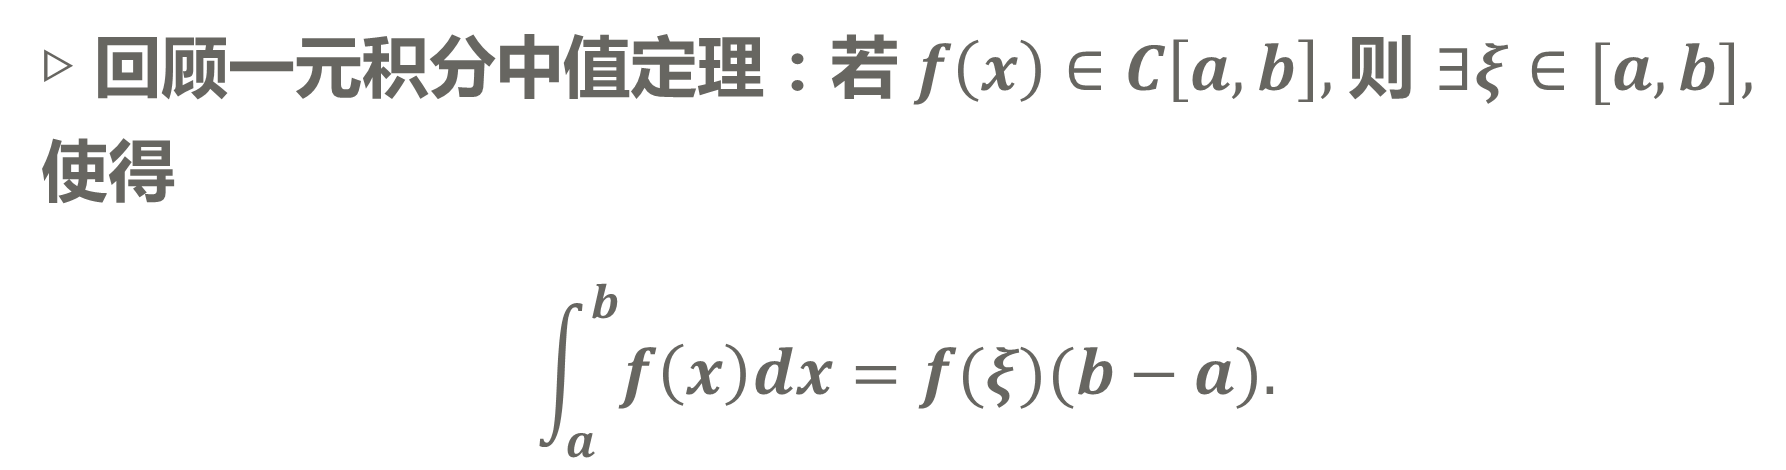 ▷ 回顾一元积分中值定理：若 f(x) ∈ C[a, b], 则 ∃ξ ∈ [a, b],
使得
∫_a^b f(x)dx = f(ξ)(b − a).